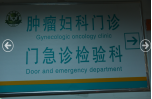 肿瘤妇科门诊
Gynecologic oncology clinic
门急诊检验科
Door and emergency department